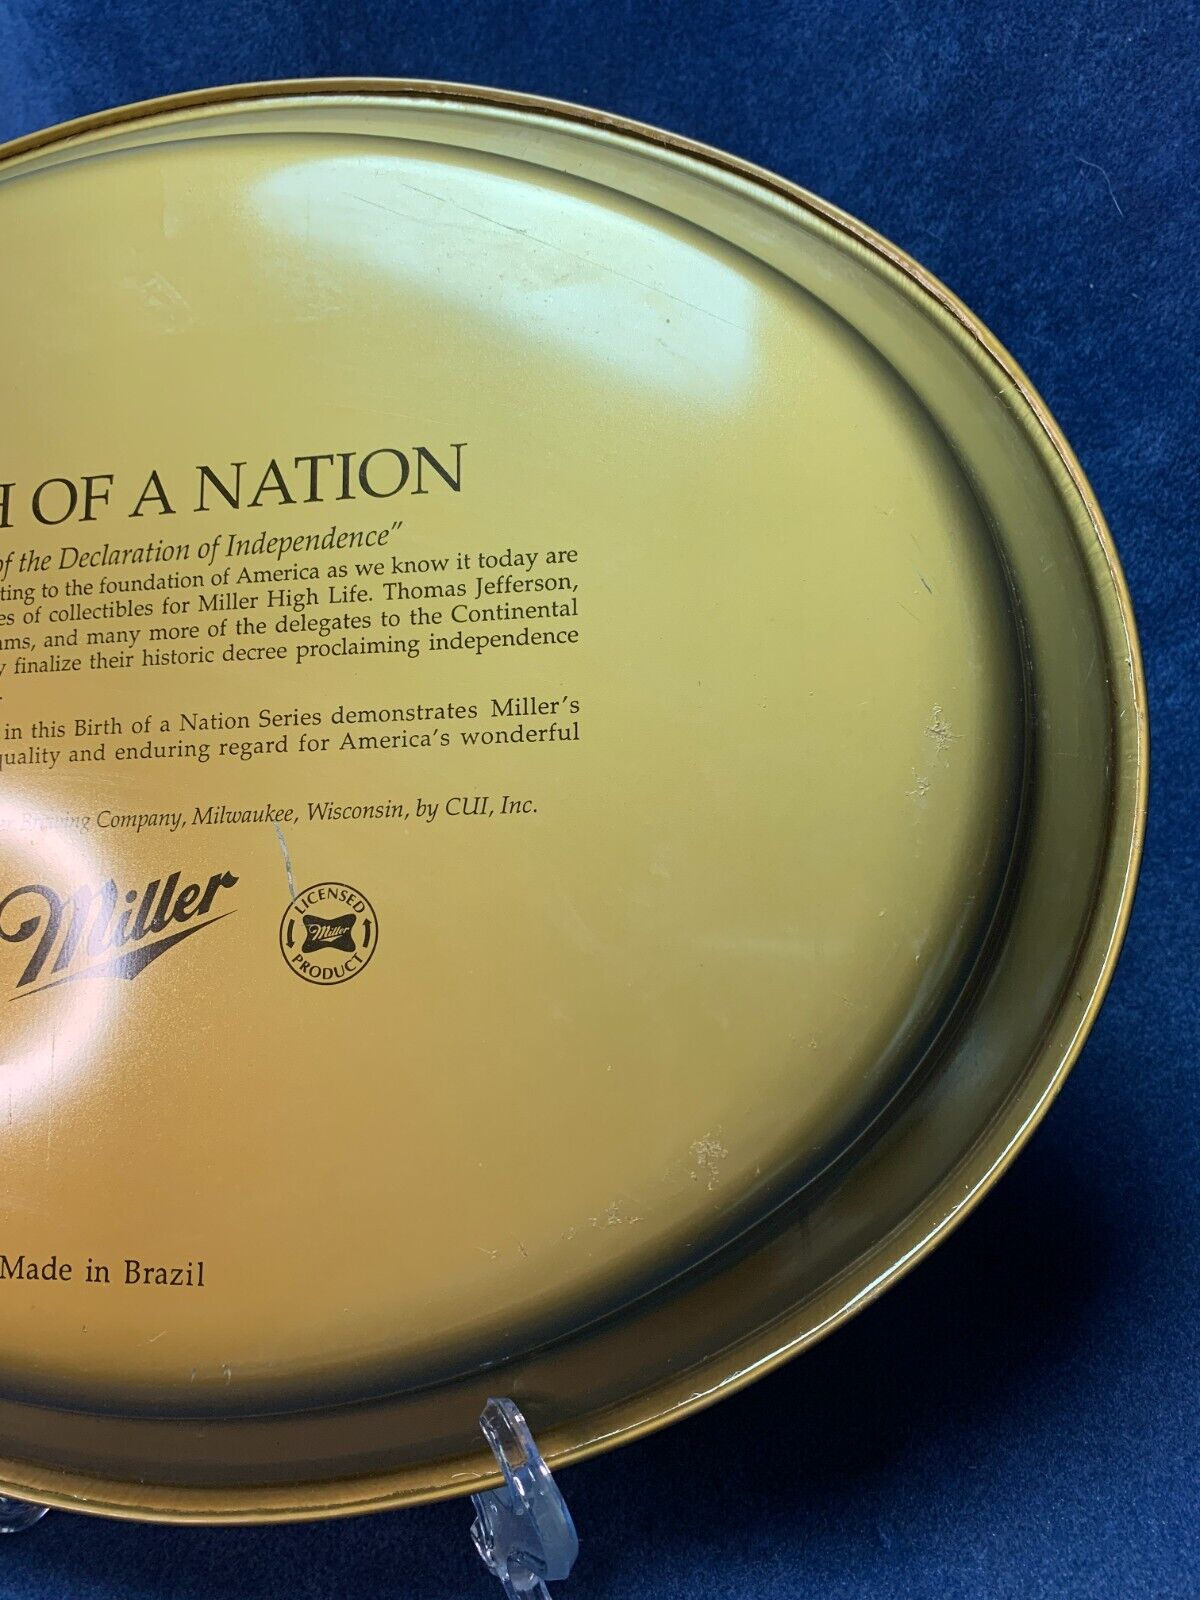 H OF A NATION
of the Declaration of Independence”
ting to the foundation of America as we know it today are
es of collectibles for Miller High Life. Thomas Jefferson,
ams, and many more of the delegates to the Continental
y finalize their historic decree proclaiming independence
.
in this Birth of a Nation Series demonstrates Miller’s
quality and enduring regard for America’s wonderful
Brewing Company, Milwaukee, Wisconsin, by CUI, Inc.
Miller
LICENSED
Miller
PRODUCT
Made in Brazil